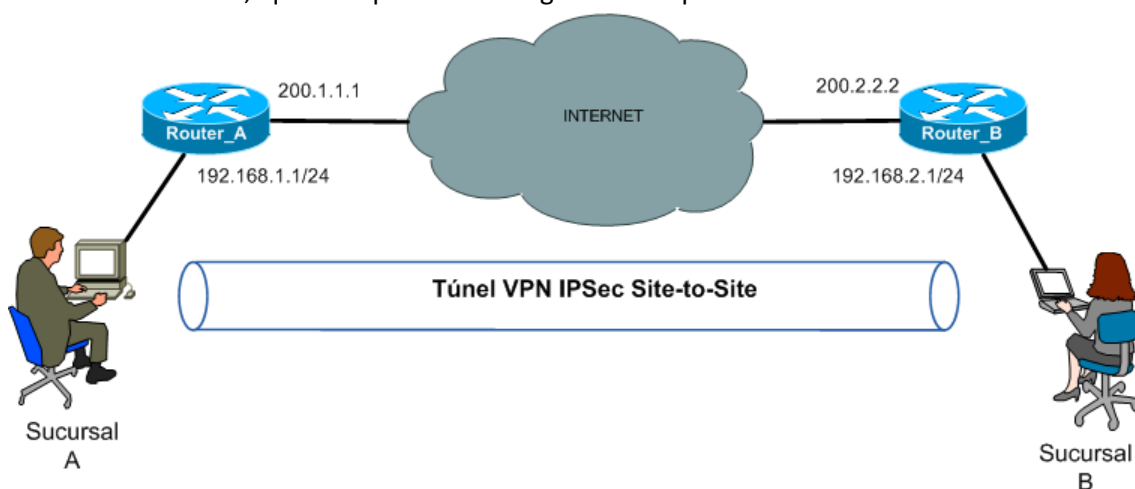 200.1.1.1
200.2.2.2
INTERNET
Router_A
Router_B
192.168.1.1/24
192.168.2.1/24
Túnel VPN IPSec Site-to-Site
Sucursal
A
Sucursal
B